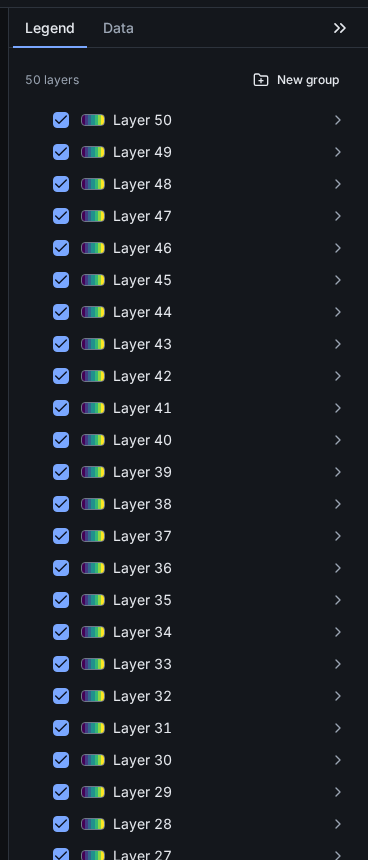 Legend Data
50 layers New group
Layer 50
Layer 49
Layer 48
Layer 47
Layer 46
Layer 45
Layer 44
Layer 43
Layer 42
Layer 41
Layer 40
Layer 39
Layer 38
Layer 37
Layer 36
Layer 35
Layer 34
Layer 33
Layer 32
Layer 31
Layer 30
Layer 29
Layer 28
Layer 27